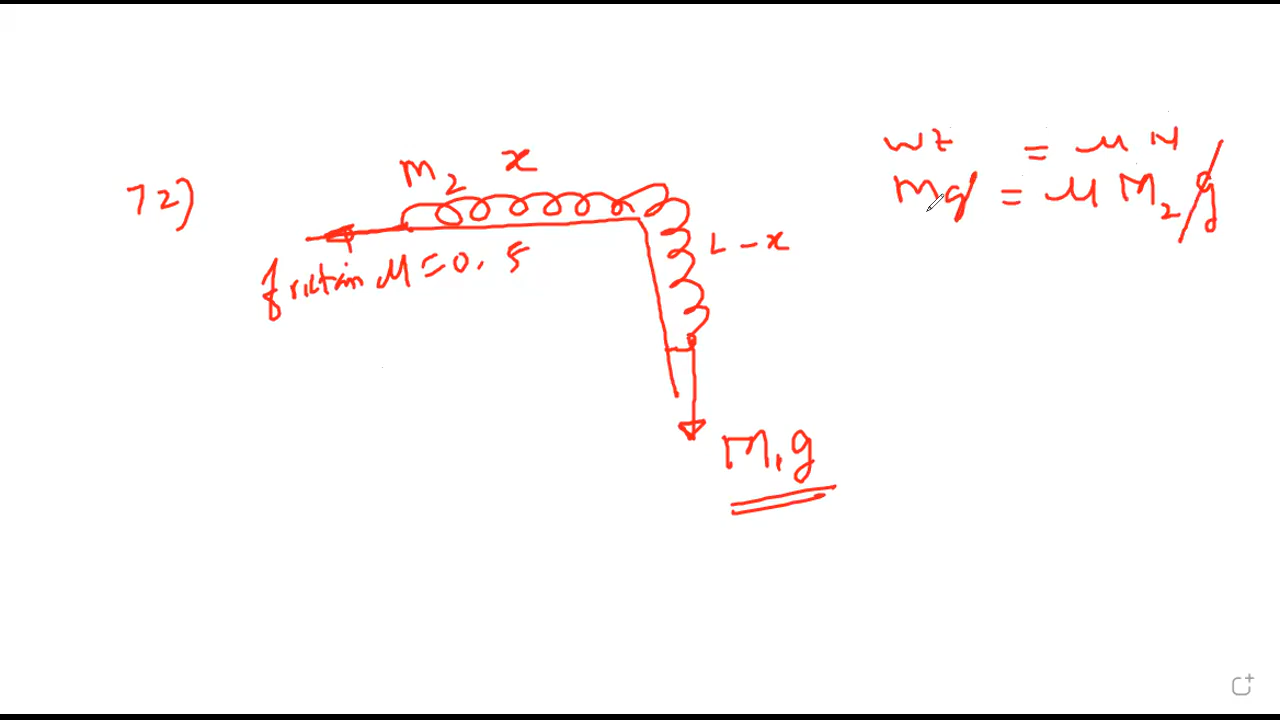 72)
m₂ x
friction μ = 0.5
L - x
m₁g
wt = μ N
mg = μ m₂ g